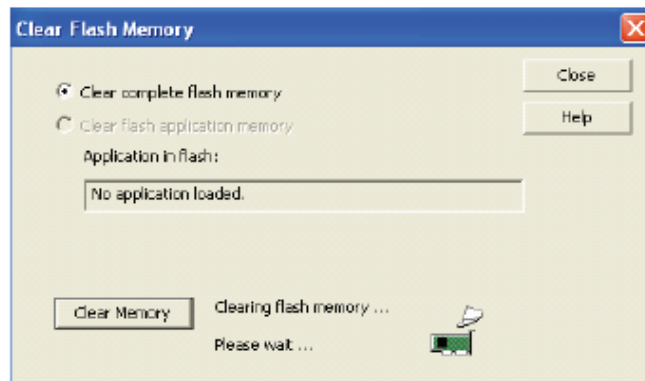 Clear Flash Memory
Close
Clear complete flash memory
Help
Clear flash application memory
Application in flash:
No application loaded.
Clear Memory
Clearing flash memory ...
Please wait ...